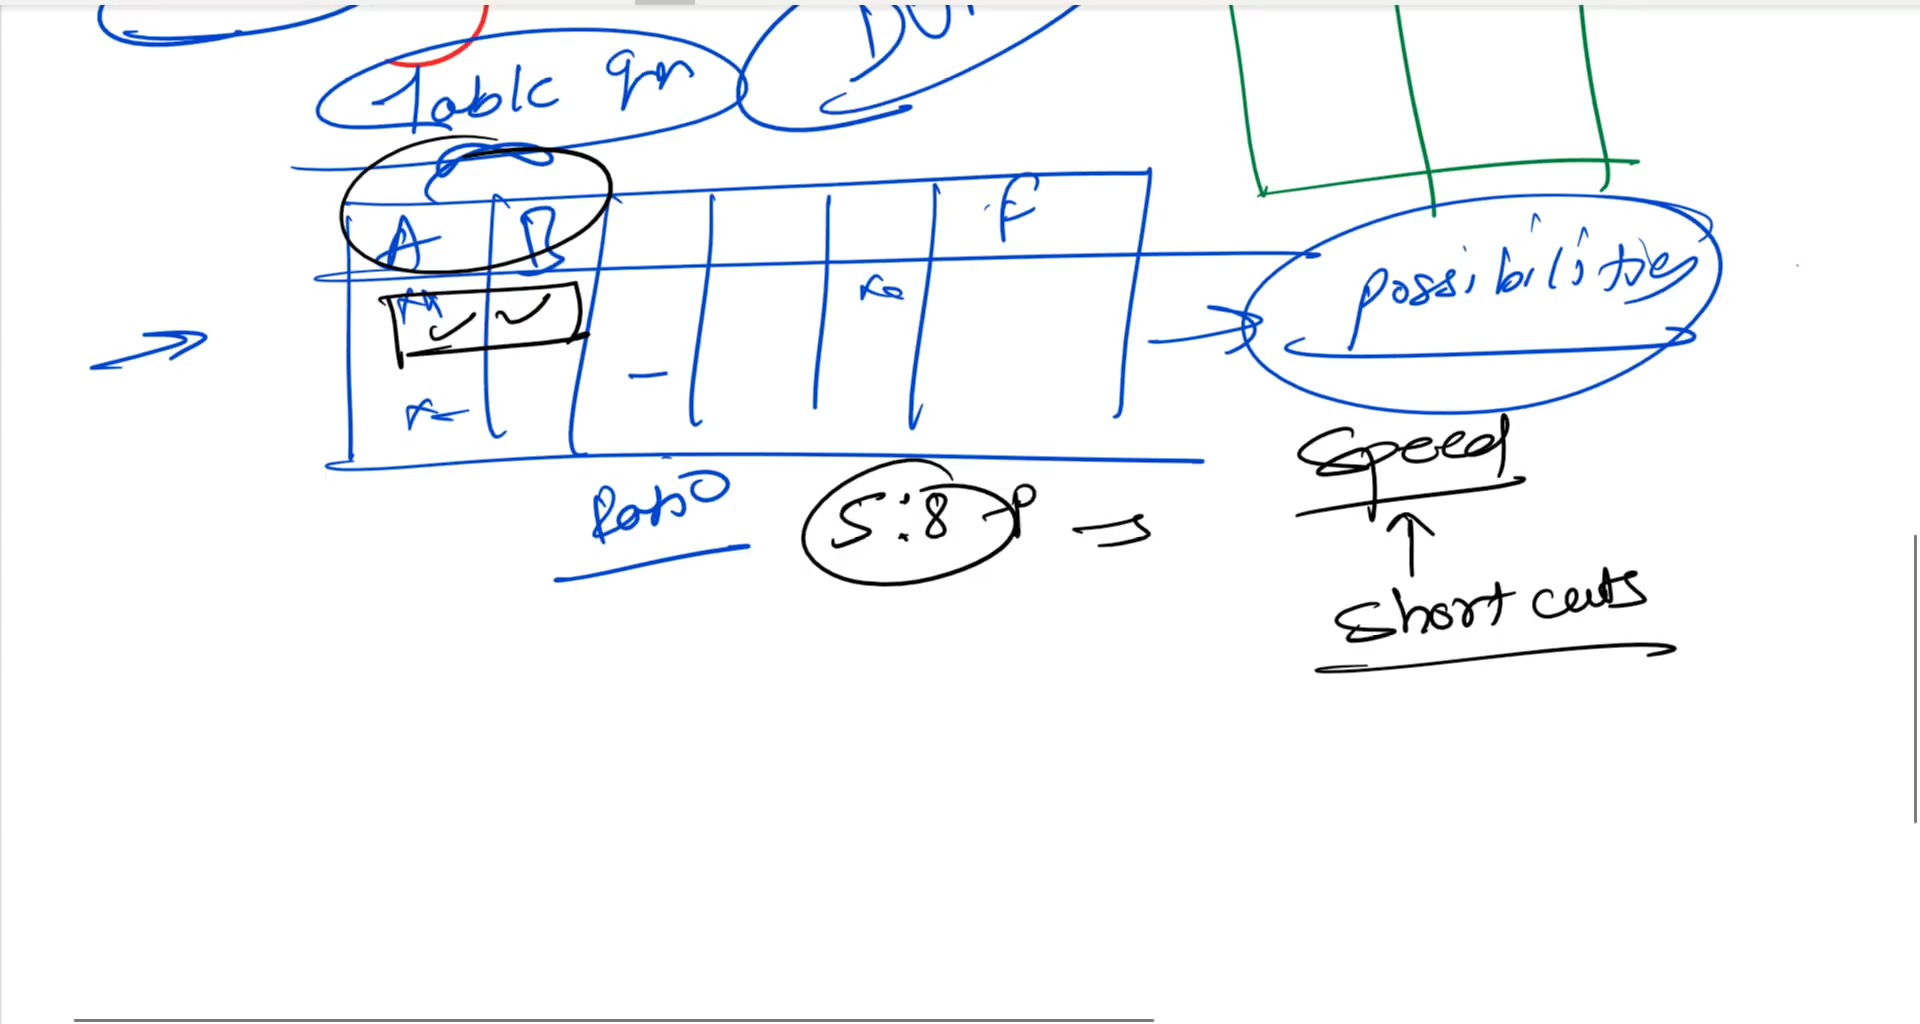 Table qn
A B F
possibilities
Speed
Ratio 5:8 P
Short cuts